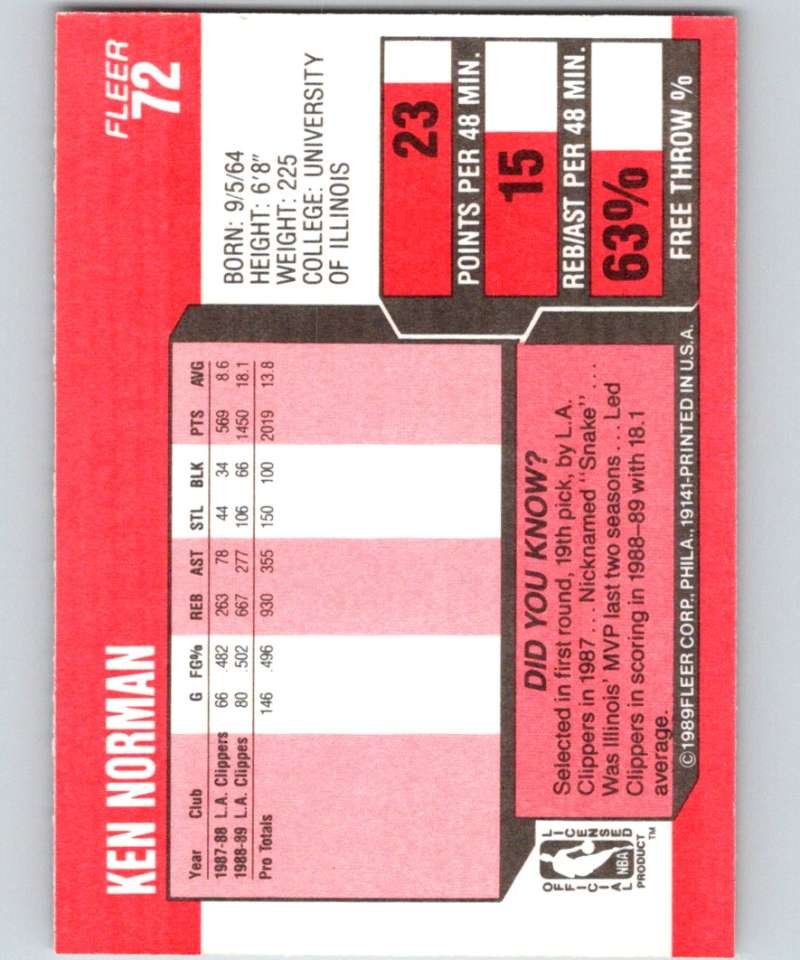 KEN NORMAN
FLEER
72
BORN: 9/5/64
HEIGHT: 6'8"
WEIGHT: 225
COLLEGE: UNIVERSITY
OF ILLINOIS
Year Club G FG% REB AST STL BLK PTS AVG
1987-88 L.A. Clippers 66 .482 263 78 44 34 569 8.6
1988-89 L.A. Clippes 80 .502 667 277 106 66 1450 18.1
Pro Totals 146 .496 930 355 150 100 2019 13.8
23
POINTS PER 48 MIN.
15
REB/AST PER 48 MIN.
63%
FREE THROW %
DID YOU KNOW?
Selected in first round, 19th pick, by L.A.
Clippers in 1987 ... Nicknamed "Snake" ...
Was Illinois' MVP last two seasons ... Led
Clippers in scoring in 1988–89 with 18.1
average.
OFFICIAL LICENSED
NBA
PRODUCT™
©1989FLEER CORP., PHILA., 19141-PRINTED IN U.S.A.